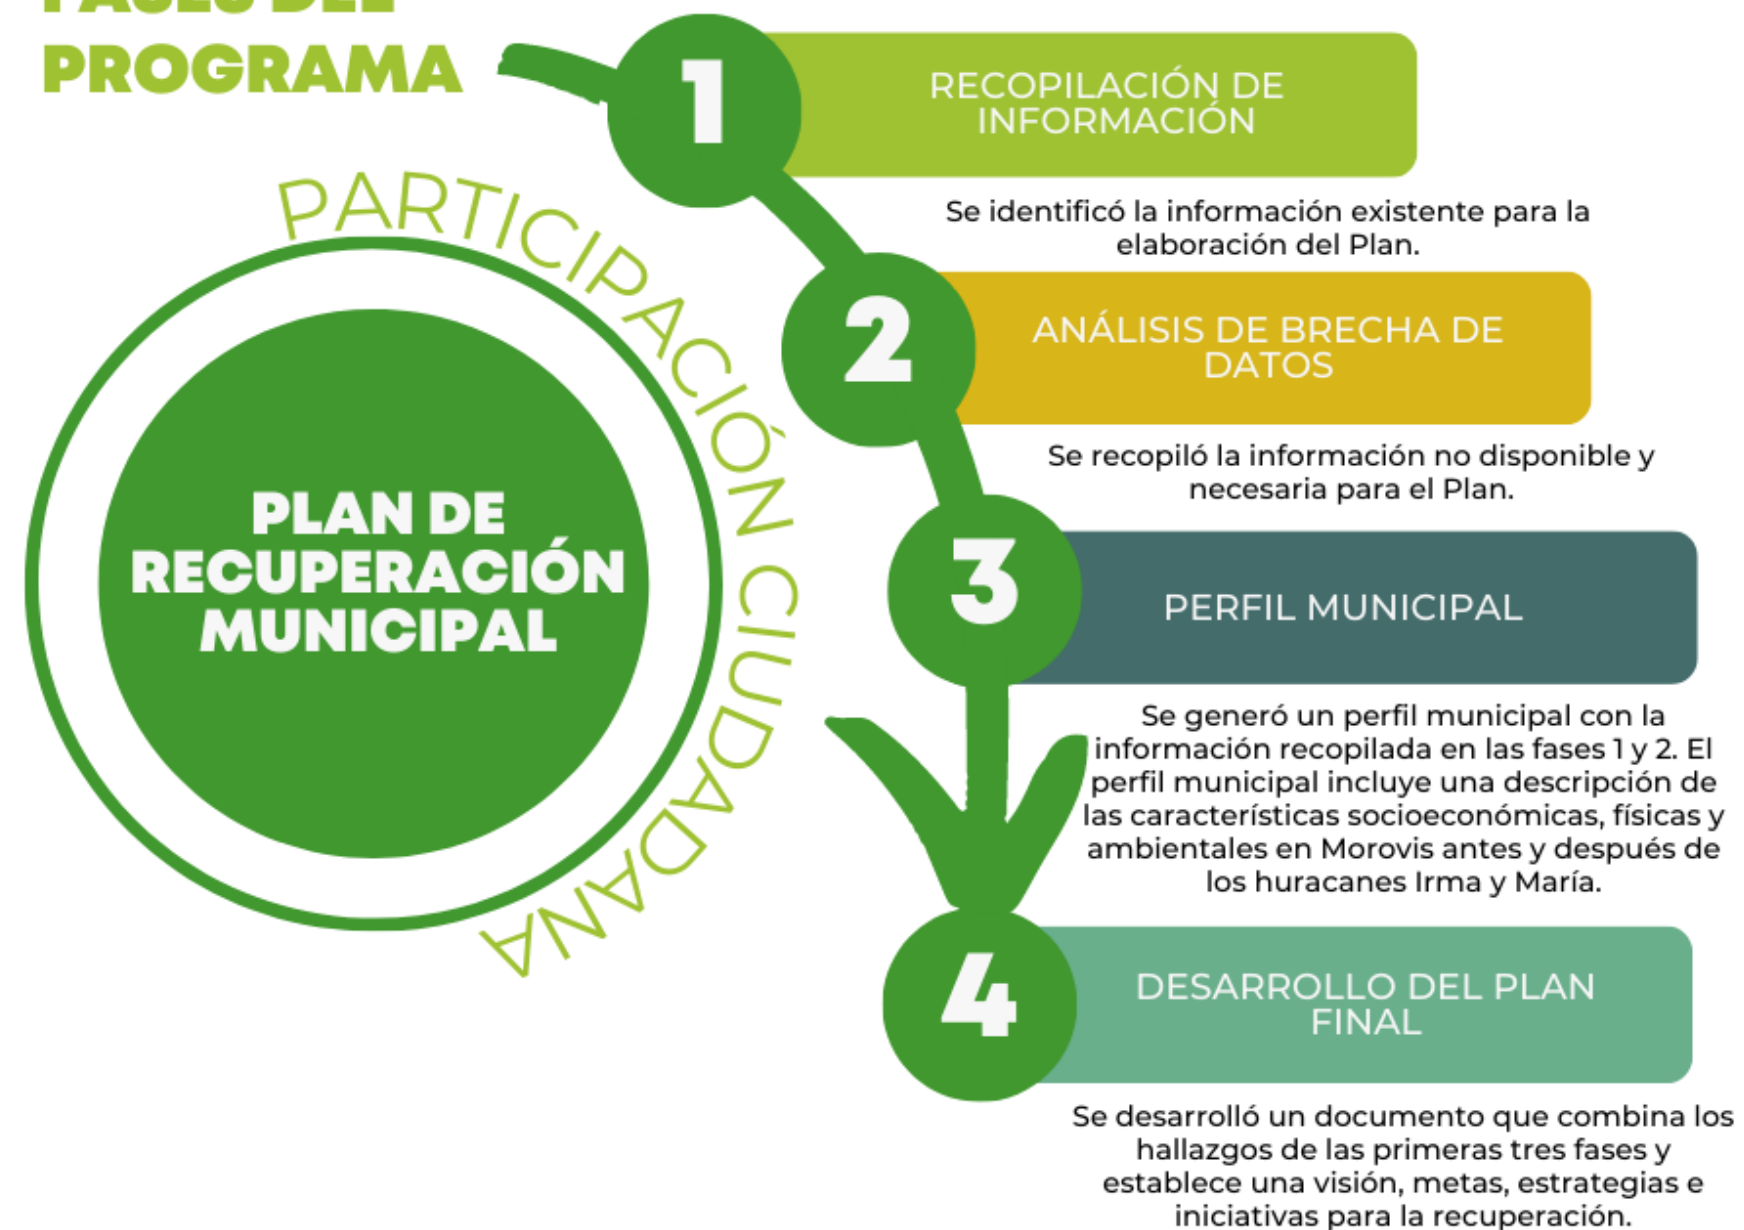 FASES DEL
PROGRAMA
1
RECOPILACIÓN DE
INFORMACIÓN
Se identificó la información existente para la
elaboración del Plan.
2
ANÁLISIS DE BRECHA DE
DATOS
Se recopiló la información no disponible y
necesaria para el Plan.
3
PERFIL MUNICIPAL
Se generó un perfil municipal con la
información recopilada en las fases 1 y 2. El
perfil municipal incluye una descripción de
las características socioeconómicas, físicas y
ambientales en Morovis antes y después de
los huracanes Irma y María.
4
DESARROLLO DEL PLAN
FINAL
Se desarrolló un documento que combina los
hallazgos de las primeras tres fases y
establece una visión, metas, estrategias e
iniciativas para la recuperación.
PARTICIPACIÓN CIUDADANA
PLAN DE
RECUPERACIÓN
MUNICIPAL